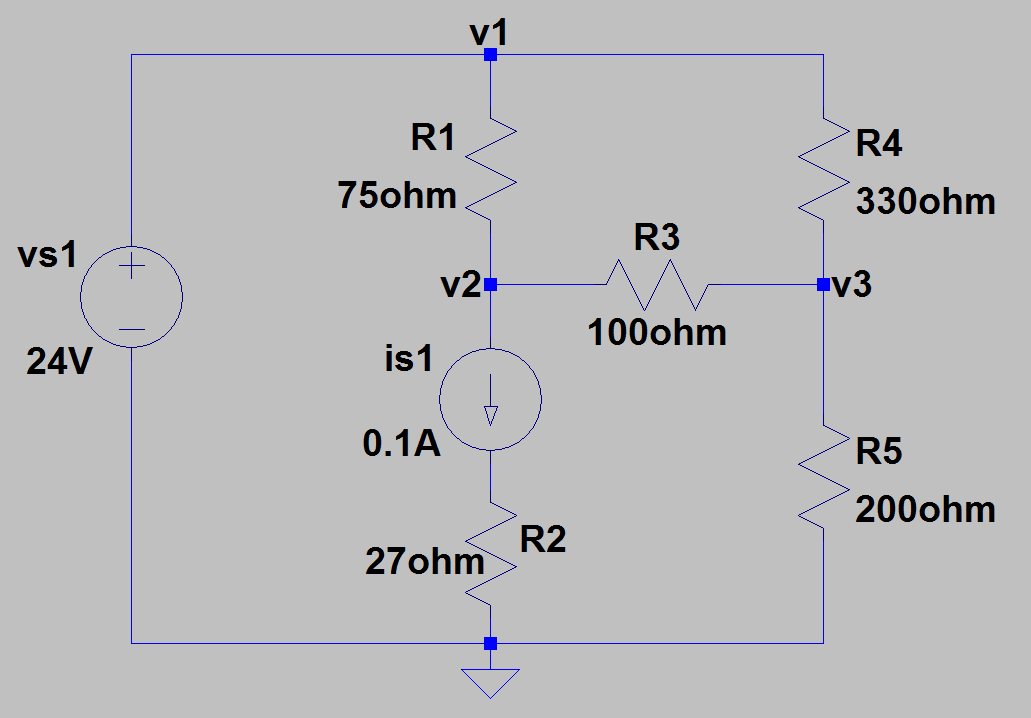 v1
R1
75ohm
R4
330ohm
vs1
24V
R3
100ohm
v2
v3
is1
0.1A
R5
200ohm
R2
27ohm